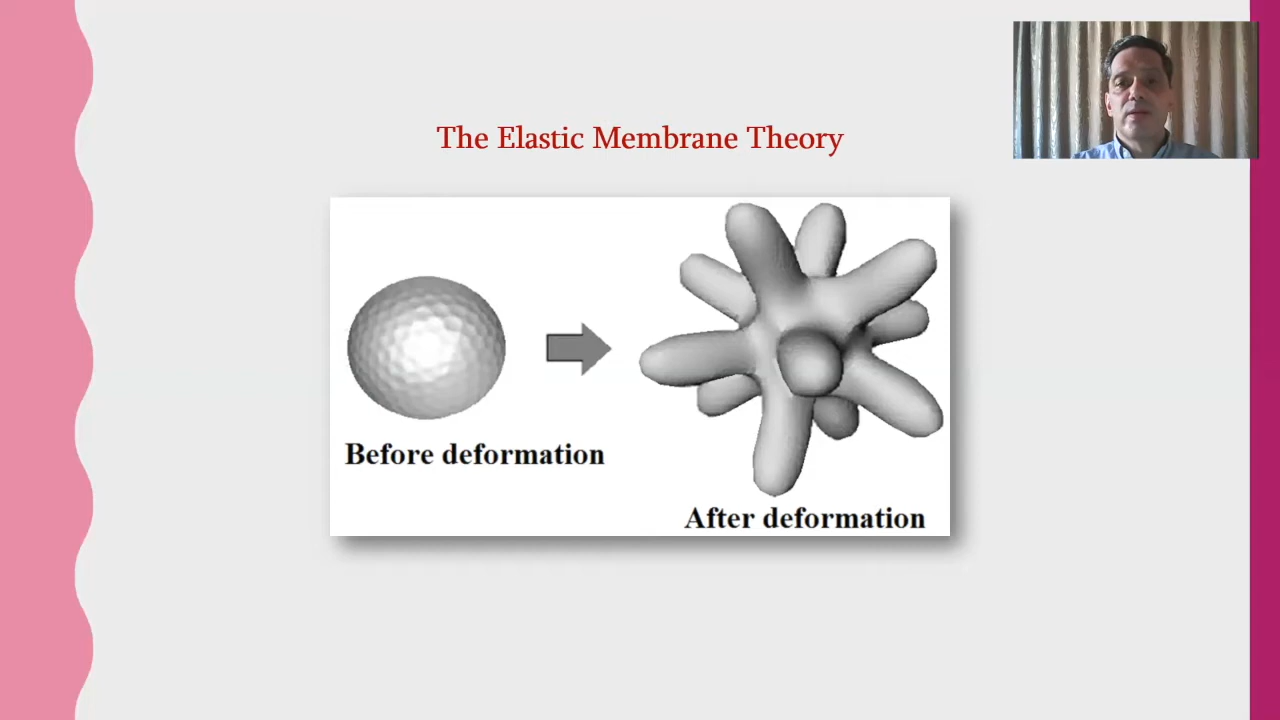 The Elastic Membrane Theory
Before deformation
After deformation